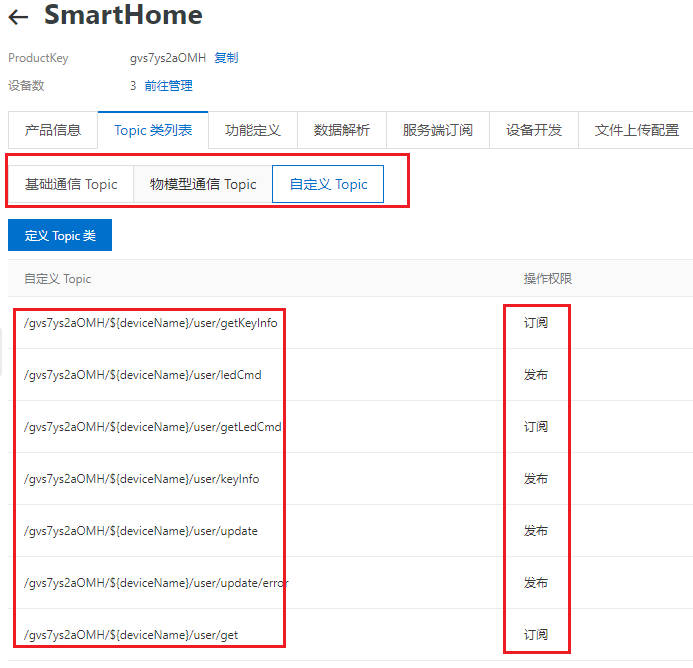 ← SmartHome
ProductKey gvs7ys2aOMH 复制
设备数 3 前往管理
产品信息 Topic 类列表 功能定义 数据解析 服务端订阅 设备开发 文件上传配置
基础通信 Topic 物模型通信 Topic 自定义 Topic
定义 Topic 类
自定义 Topic 操作权限
/gvs7ys2aOMH/${deviceName}/user/getKeyInfo 订阅
/gvs7ys2aOMH/${deviceName}/user/ledCmd 发布
/gvs7ys2aOMH/${deviceName}/user/getLedCmd 订阅
/gvs7ys2aOMH/${deviceName}/user/keyInfo 发布
/gvs7ys2aOMH/${deviceName}/user/update 发布
/gvs7ys2aOMH/${deviceName}/user/update/error 发布
/gvs7ys2aOMH/${deviceName}/user/get 订阅